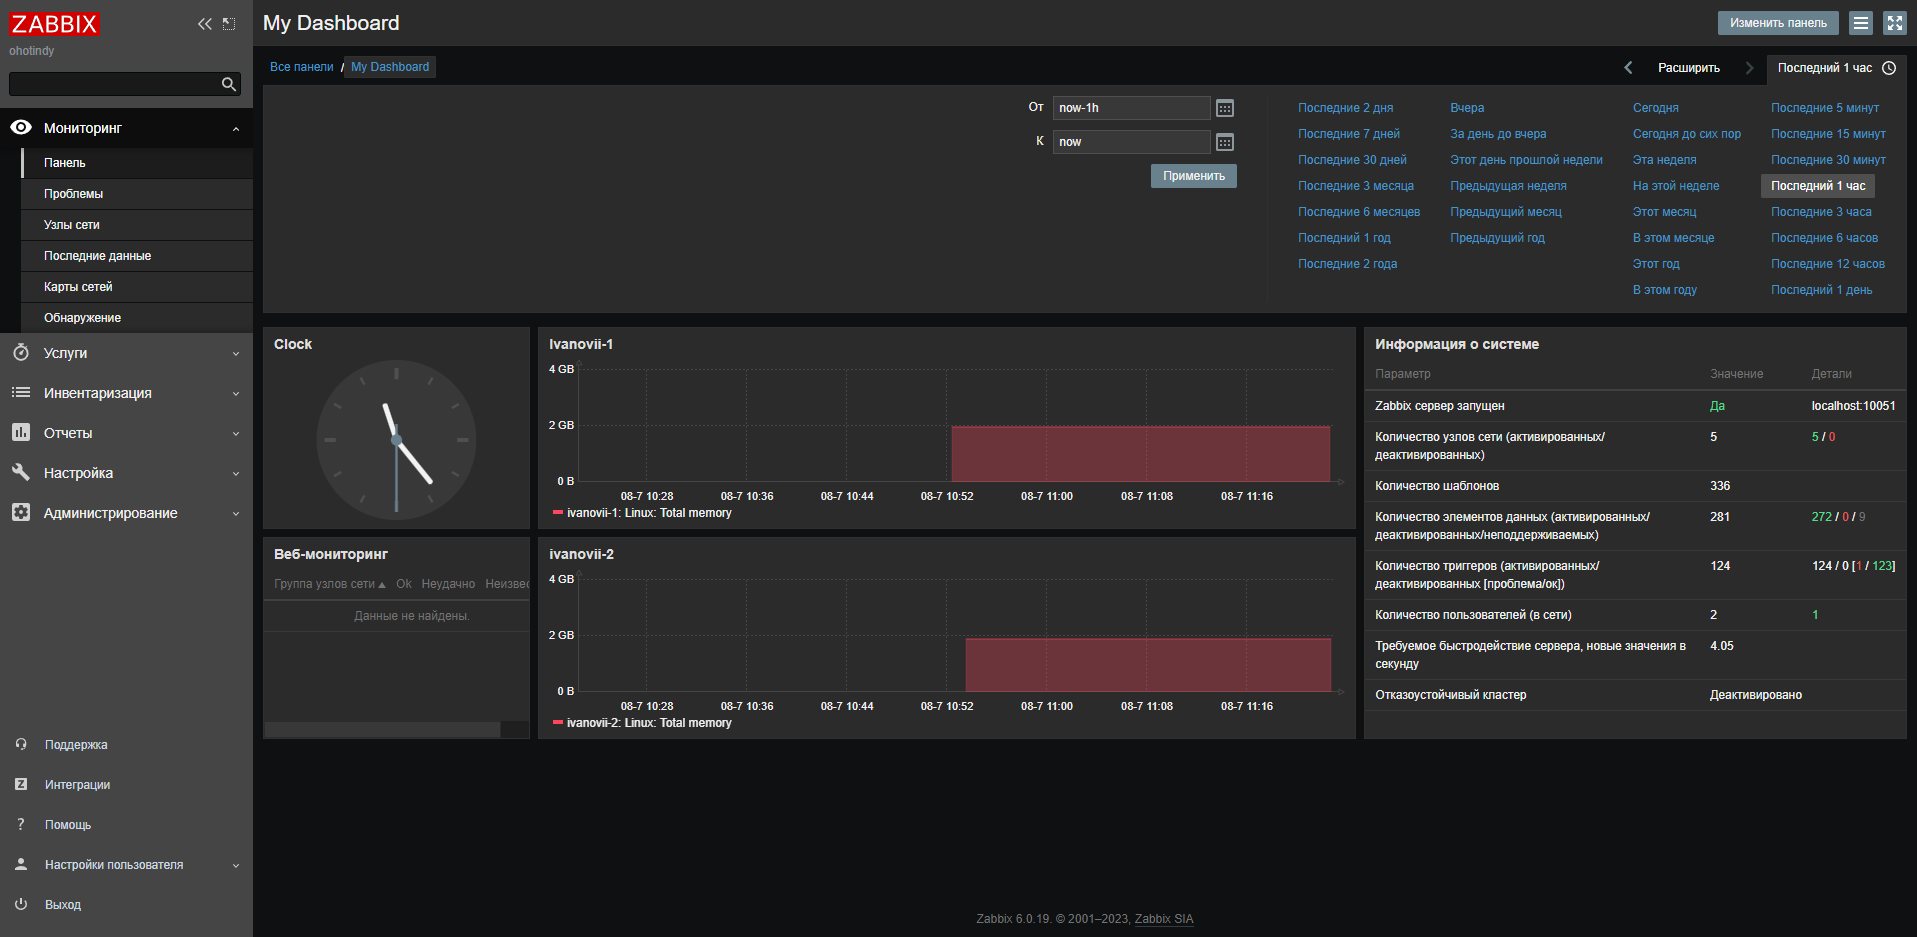 ZABBIX
ohotindy
Мониторинг
Панель
Проблемы
Узлы сети
Последние данные
Карты сетей
Обнаружение
Услуги
Инвентаризация
Отчеты
Настройка
Администрирование
Поддержка
Z Интеграции
? Помощь
Настройки пользователя
Выход
My Dashboard
Изменить панель
Все панели / My Dashboard
Расширить
Последний 1 час
От now-1h
К now
Применить
Последние 2 дня
Последние 7 дней
Последние 30 дней
Последние 3 месяца
Последние 6 месяцев
Последний 1 год
Последние 2 года
Вчера
За день до вчера
Этот день прошлой недели
Предыдущая неделя
Предыдущий месяц
Предыдущий год
Сегодня
Сегодня до сих пор
Эта неделя
На этой неделе
Этот месяц
В этом месяце
Этот год
В этом году
Последние 5 минут
Последние 15 минут
Последние 30 минут
Последний 1 час
Последние 3 часа
Последние 6 часов
Последние 12 часов
Последний 1 день
Clock
Ivanovii-1
4 GB
2 GB
0 B
08-7 10:28 08-7 10:36 08-7 10:44 08-7 10:52 08-7 11:00 08-7 11:08 08-7 11:16
ivanovii-1: Linux: Total memory
Веб-мониторинг
Группа узлов сети Ok Неудачно Неизвес
Данные не найдены.
ivanovii-2
4 GB
2 GB
0 B
08-7 10:28 08-7 10:36 08-7 10:44 08-7 10:52 08-7 11:00 08-7 11:08 08-7 11:16
ivanovii-2: Linux: Total memory
Информация о системе
Параметр Значение Детали
Zabbix сервер запущен Да localhost:10051
Количество узлов сети (активированных/ 5 5 / 0
деактивированных)
Количество шаблонов 336
Количество элементов данных (активированных/ 281 272 / 0 / 9
деактивированных/неподдерживаемых)
Количество триггеров (активированных/ 124 124 / 0 [1 / 123]
деактивированных [проблема/ок])
Количество пользователей (в сети) 2 1
Требуемое быстродействие сервера, новые значения в 4.05
секунду
Отказоустойчивый кластер Деактивировано
Zabbix 6.0.19. © 2001–2023, Zabbix SIA